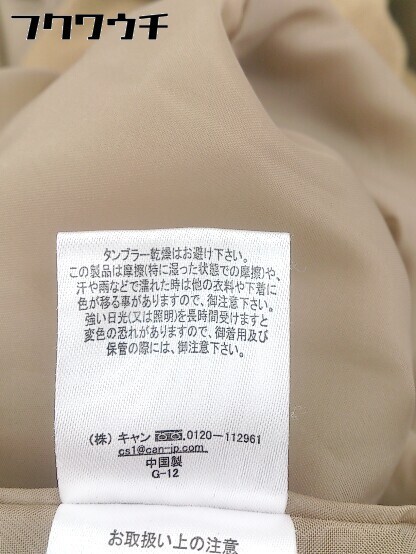 フクワウチ
タンブラー乾燥はお避け下さい。
この製品は摩擦(特に湿った状態での摩擦)や、
汗や雨などで濡れた時は他の衣料や下着に
色が移る事がありますので、御注意下さい。
強い日光(又は照明)を長時間受けますと
変色の恐れがありますので、御着用及び
保管の際には、御注意下さい。
(株) キャン 0120-112961
cs1@can-jp.com
中国製
G-12
お取扱い上の注意